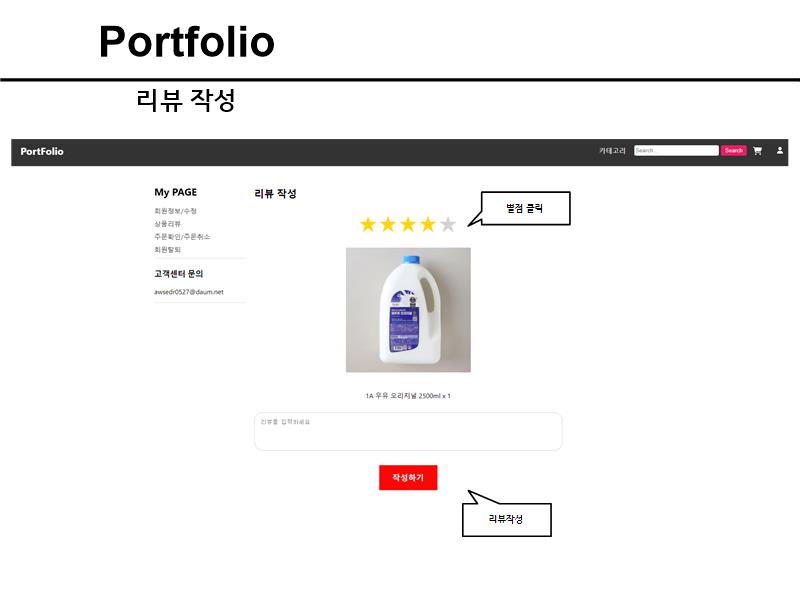 Portfolio
리뷰 작성
PortFolio
카테고리
Search...
Search
My PAGE
회원정보/수정
상품리뷰
주문확인/주문취소
회원탈퇴
고객센터 문의
awsedr0527@daum.net
리뷰 작성
별점 클릭
1A 우유 오리지널 2500ml x 1
리뷰를 입력하세요
작성하기
리뷰작성